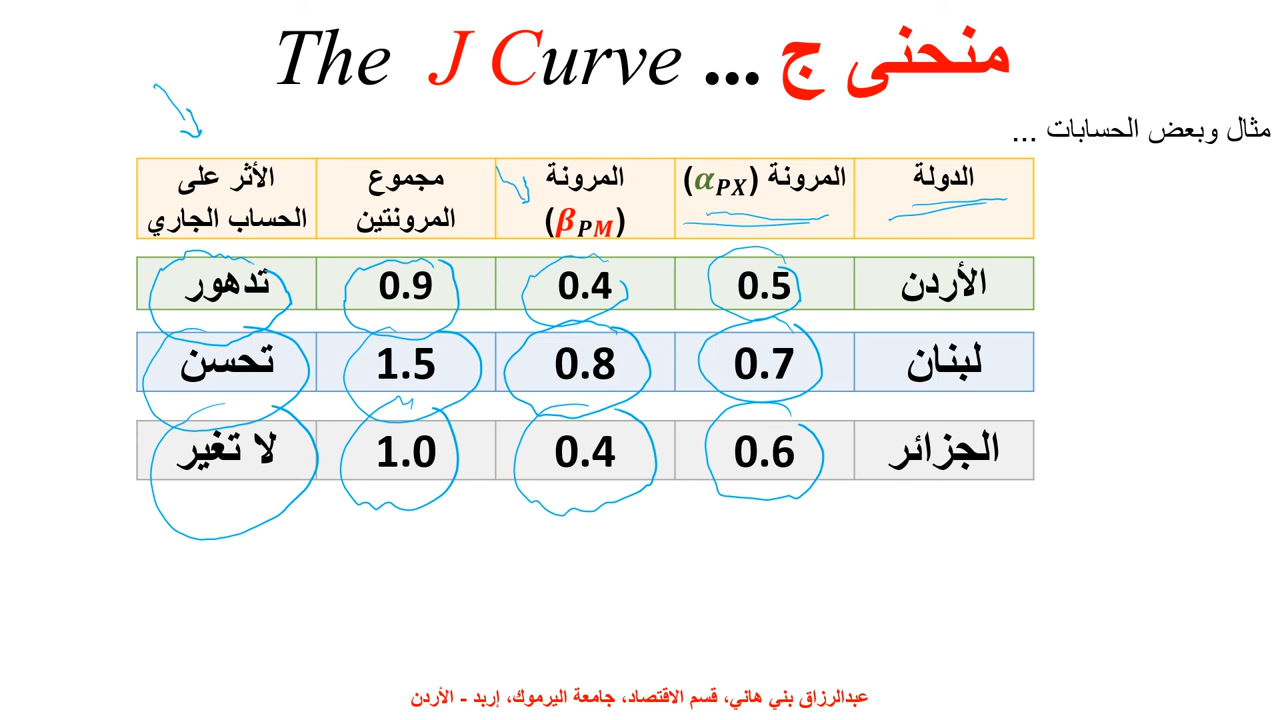 The J Curve ... منحنى ج
مثال وبعض الحسابات ...
الدولة
المرونة (αPX)
المرونة
(βPM)
مجموع
المرونتين
الأثر على
الحساب الجاري
الأردن 0.5 0.4 0.9 تدهور
لبنان 0.7 0.8 1.5 تحسن
الجزائر 0.6 0.4 1.0 لا تغير
عبدالرزاق بني هاني، قسم الاقتصاد، جامعة اليرموك، إربد - الأردن